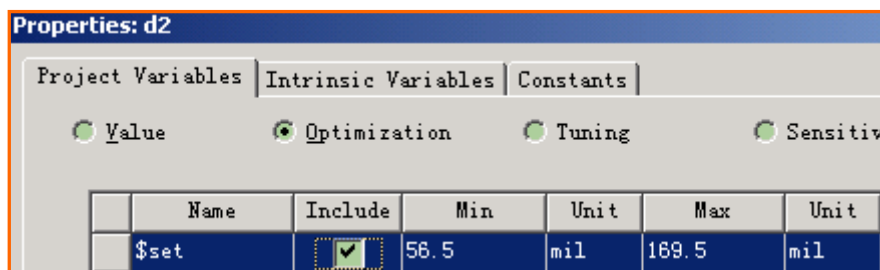 Properties: d2
Project Variables Intrinsic Variables Constants
Value Optimization Tuning Sensitiv
Name Include Min Unit Max Unit
$set 56.5 mil 169.5 mil